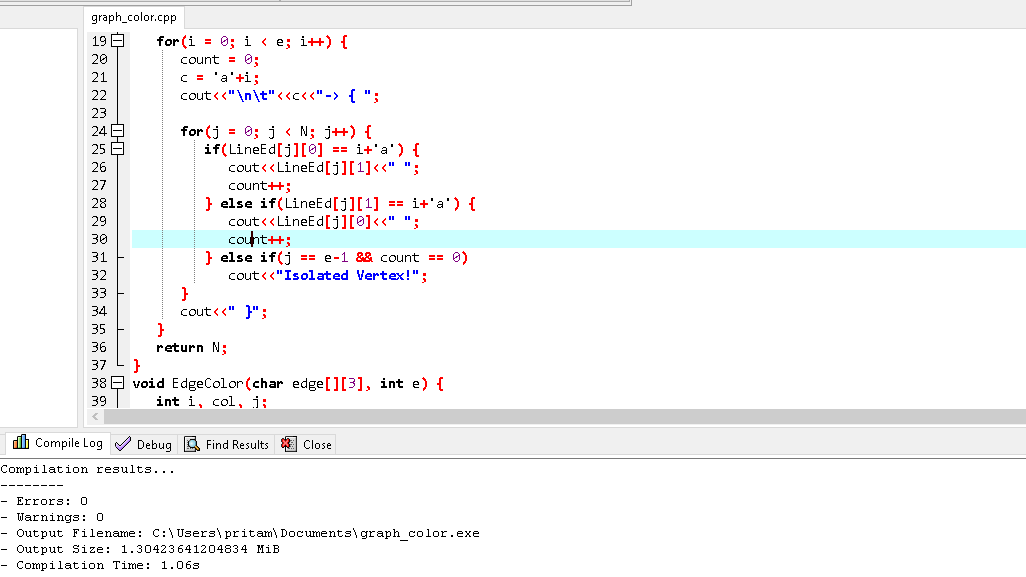 graph_color.cpp
19 for(i = 0; i < e; i++) {
20 count = 0;
21 c = 'a'+i;
22 cout<<"\n\t"<<c<<"-> { ";
23
24 for(j = 0; j < N; j++) {
25 if(LineEd[j][0] == i+'a') {
26 cout<<LineEd[j][1]<<" ";
27 count++;
28 } else if(LineEd[j][1] == i+'a') {
29 cout<<LineEd[j][0]<<" ";
30 count++;
31 } else if(j == e-1 && count == 0)
32 cout<<"Isolated Vertex!";
33 }
34 cout<<" }";
35 }
36 return N;
37 }
38 void EdgeColor(char edge[][3], int e) {
39 int i, col, j;
Compile Log Debug Find Results Close
Compilation results...
--------
- Errors: 0
- Warnings: 0
- Output Filename: C:\Users\pritam\Documents\graph_color.exe
- Output Size: 1.30423641204834 MiB
- Compilation Time: 1.06s